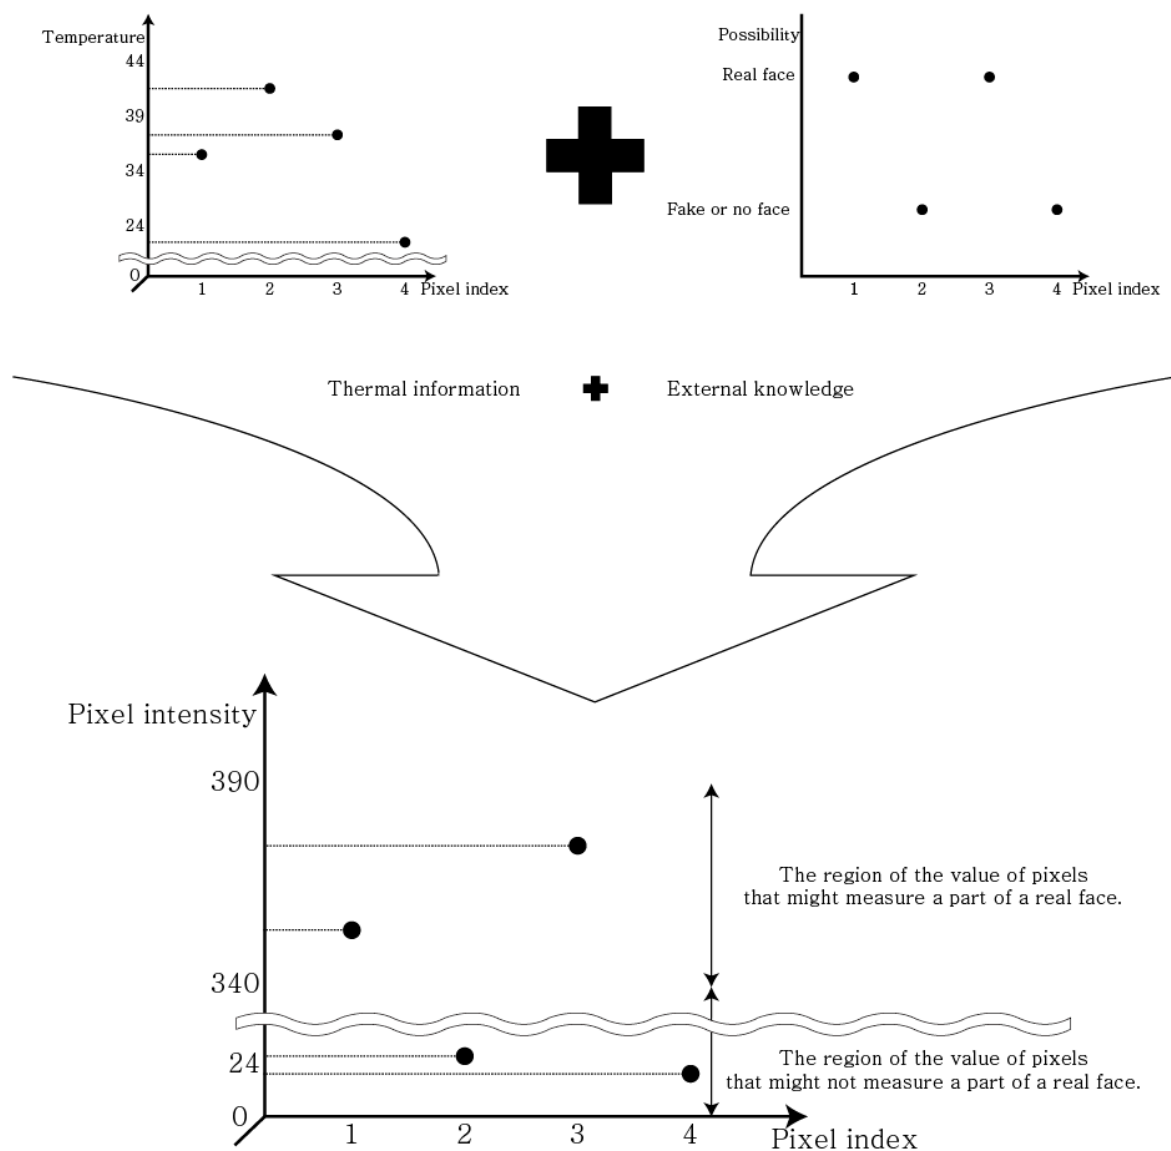 Temperature
44
39
34
24
0
1 2 3 4 Pixel index
Possibility
Real face
Fake or no face
1 2 3 4 Pixel index
Thermal information
External knowledge
Pixel intensity
390
340
24
0
1 2 3 4 Pixel index
The region of the value of pixels
that might measure a part of a real face.
The region of the value of pixels
that might not measure a part of a real face.